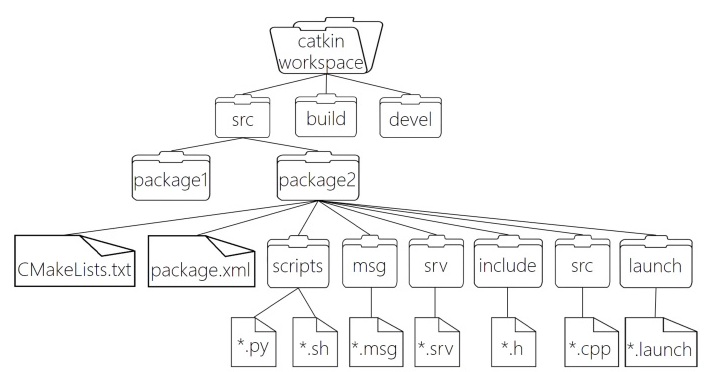 catkin
workspace
src
build
devel
package1
package2
CMakeLists.txt
package.xml
scripts
msg
srv
include
src
launch
*.py
*.sh
*.msg
*.srv
*.h
*.cpp
*.launch